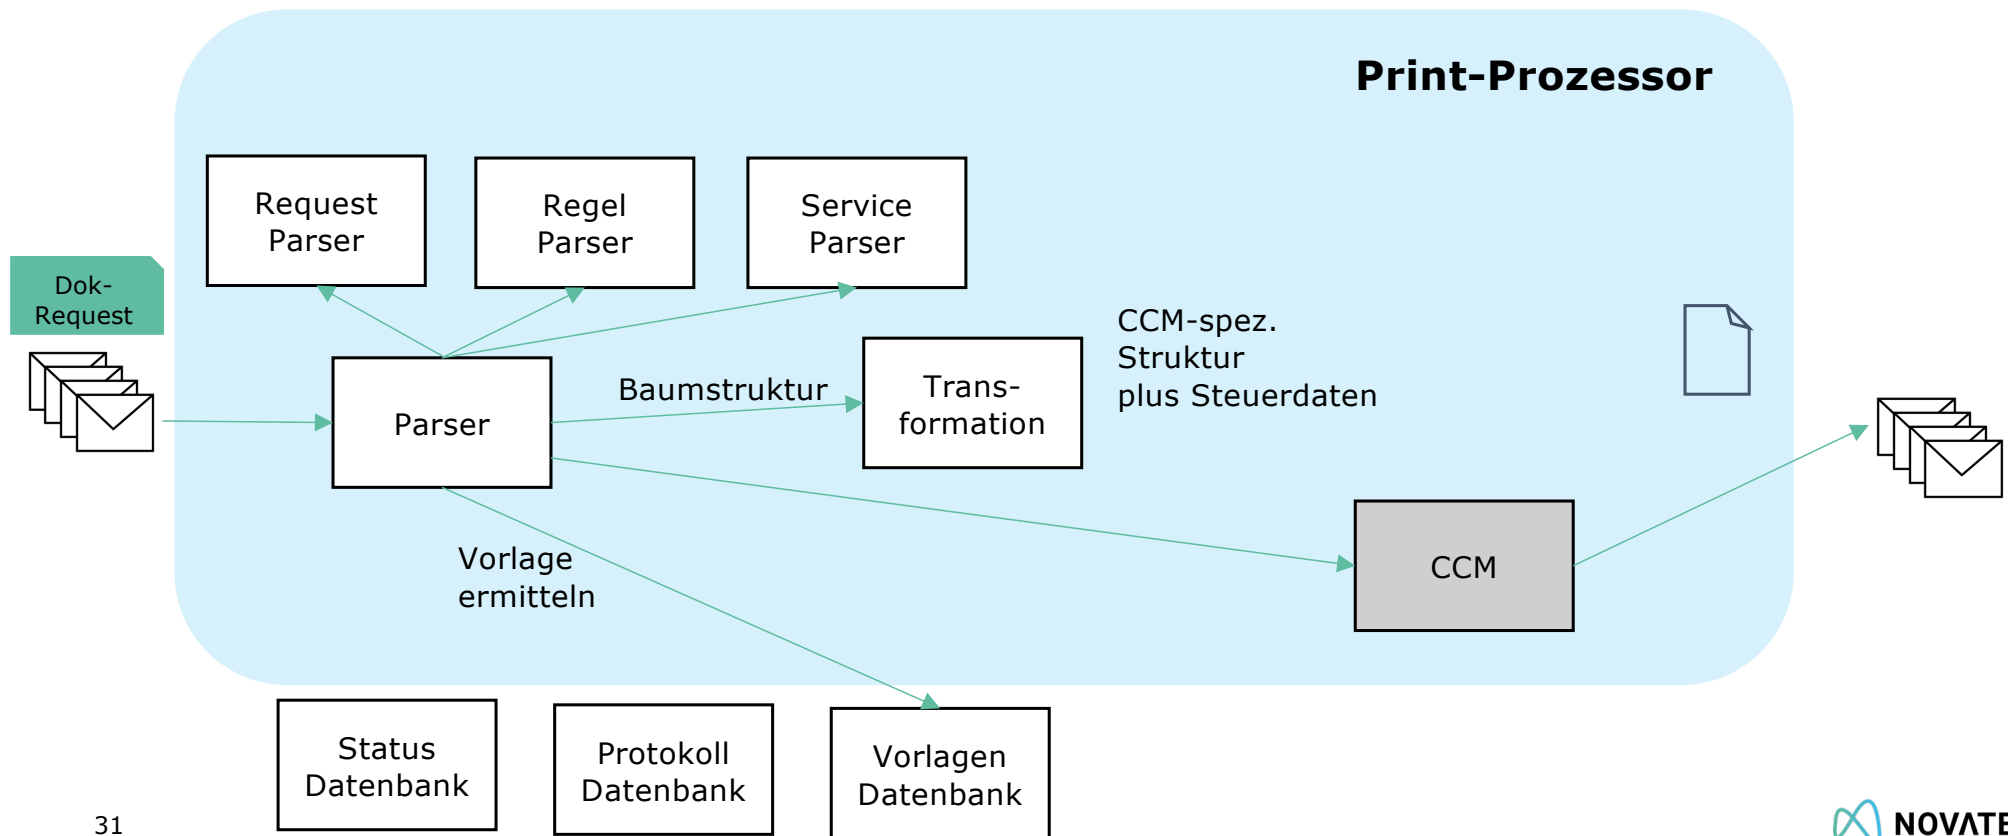 Print-Prozessor
Request
Parser
Regel
Parser
Service
Parser
Dok-
Request
CCM-spez.
Struktur
plus Steuerdaten
Baumstruktur
Trans-
formation
Parser
Vorlage
ermitteln
CCM
Status
Datenbank
Protokoll
Datenbank
Vorlagen
Datenbank
31
NOVΛTE